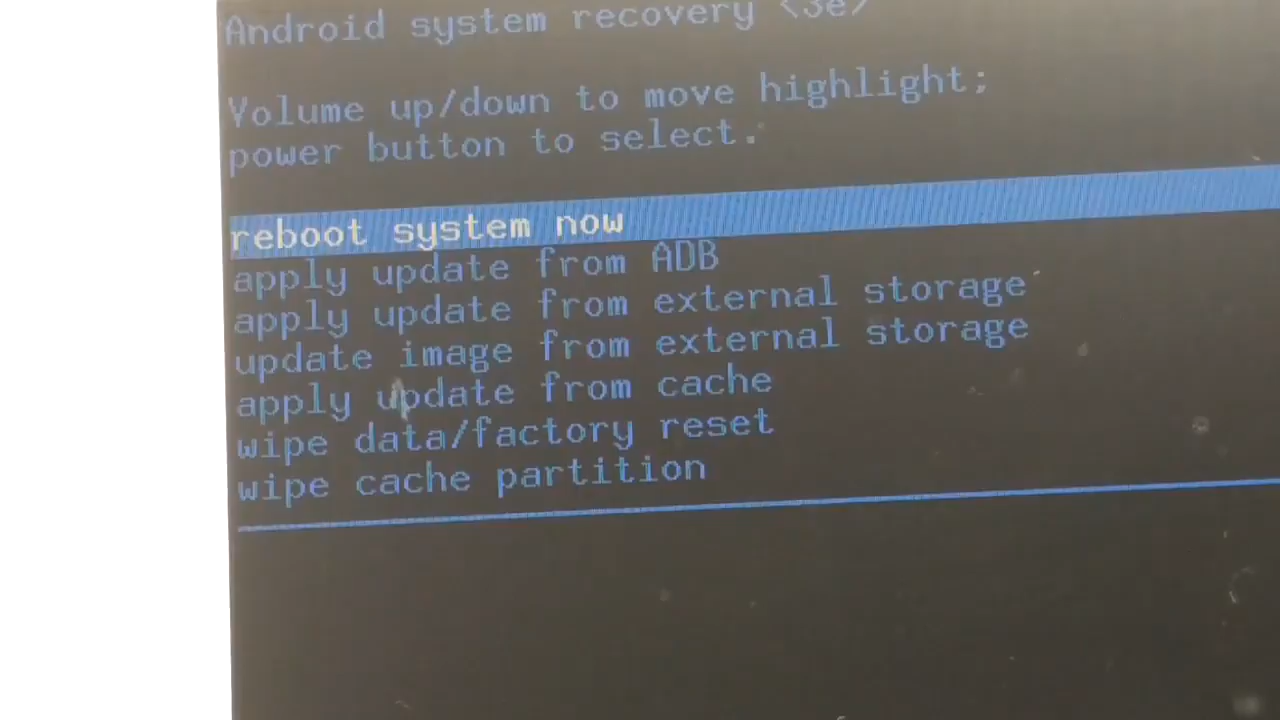 Android system recovery <3e>
Volume up/down to move highlight;
power button to select.
reboot system now
apply update from ADB
apply update from external storage
update image from external storage
apply update from cache
wipe data/factory reset
wipe cache partition